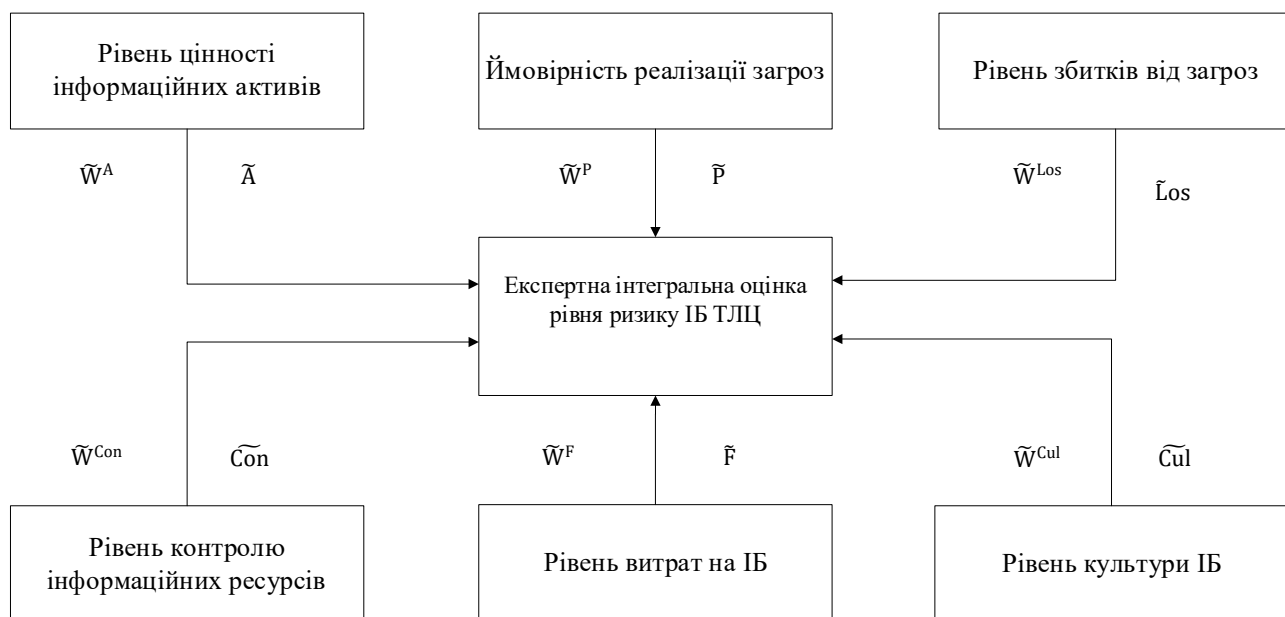 Рівень цінності
інформаційних активів
Ймовірність реалізації загроз
Рівень збитків від загроз
W̃ᴬ
Ã
W̃ᴾ
P̃
W̃ᴸᵒˢ
L̃os
Експертна інтегральна оцінка
рівня ризику ІБ ТЛЦ
W̃ᶜᵒⁿ
C͠on
W̃ꟳ
F̃
W̃ᶜᵘˡ
C͠ul
Рівень контролю
інформаційних ресурсів
Рівень витрат на ІБ
Рівень культури ІБ